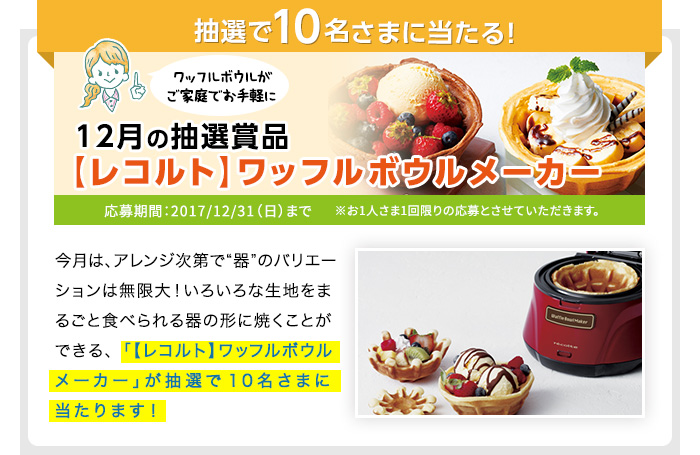 抽選で10名さまに当たる!
ワッフルボウルが
ご家庭でお手軽に
12月の抽選賞品
【レコルト】ワッフルボウルメーカー
応募期間：2017/12/31（日）まで ※お1人さま1回限りの応募とさせていただきます。
今月は、アレンジ次第で“器”のバリエー
ションは無限大！いろいろな生地をま
るごと食べられる器の形に焼くことが
できる、「【レコルト】ワッフルボウル
メーカー」が抽選で10名さまに
当たります！
Waffle Bowl Maker
récolte